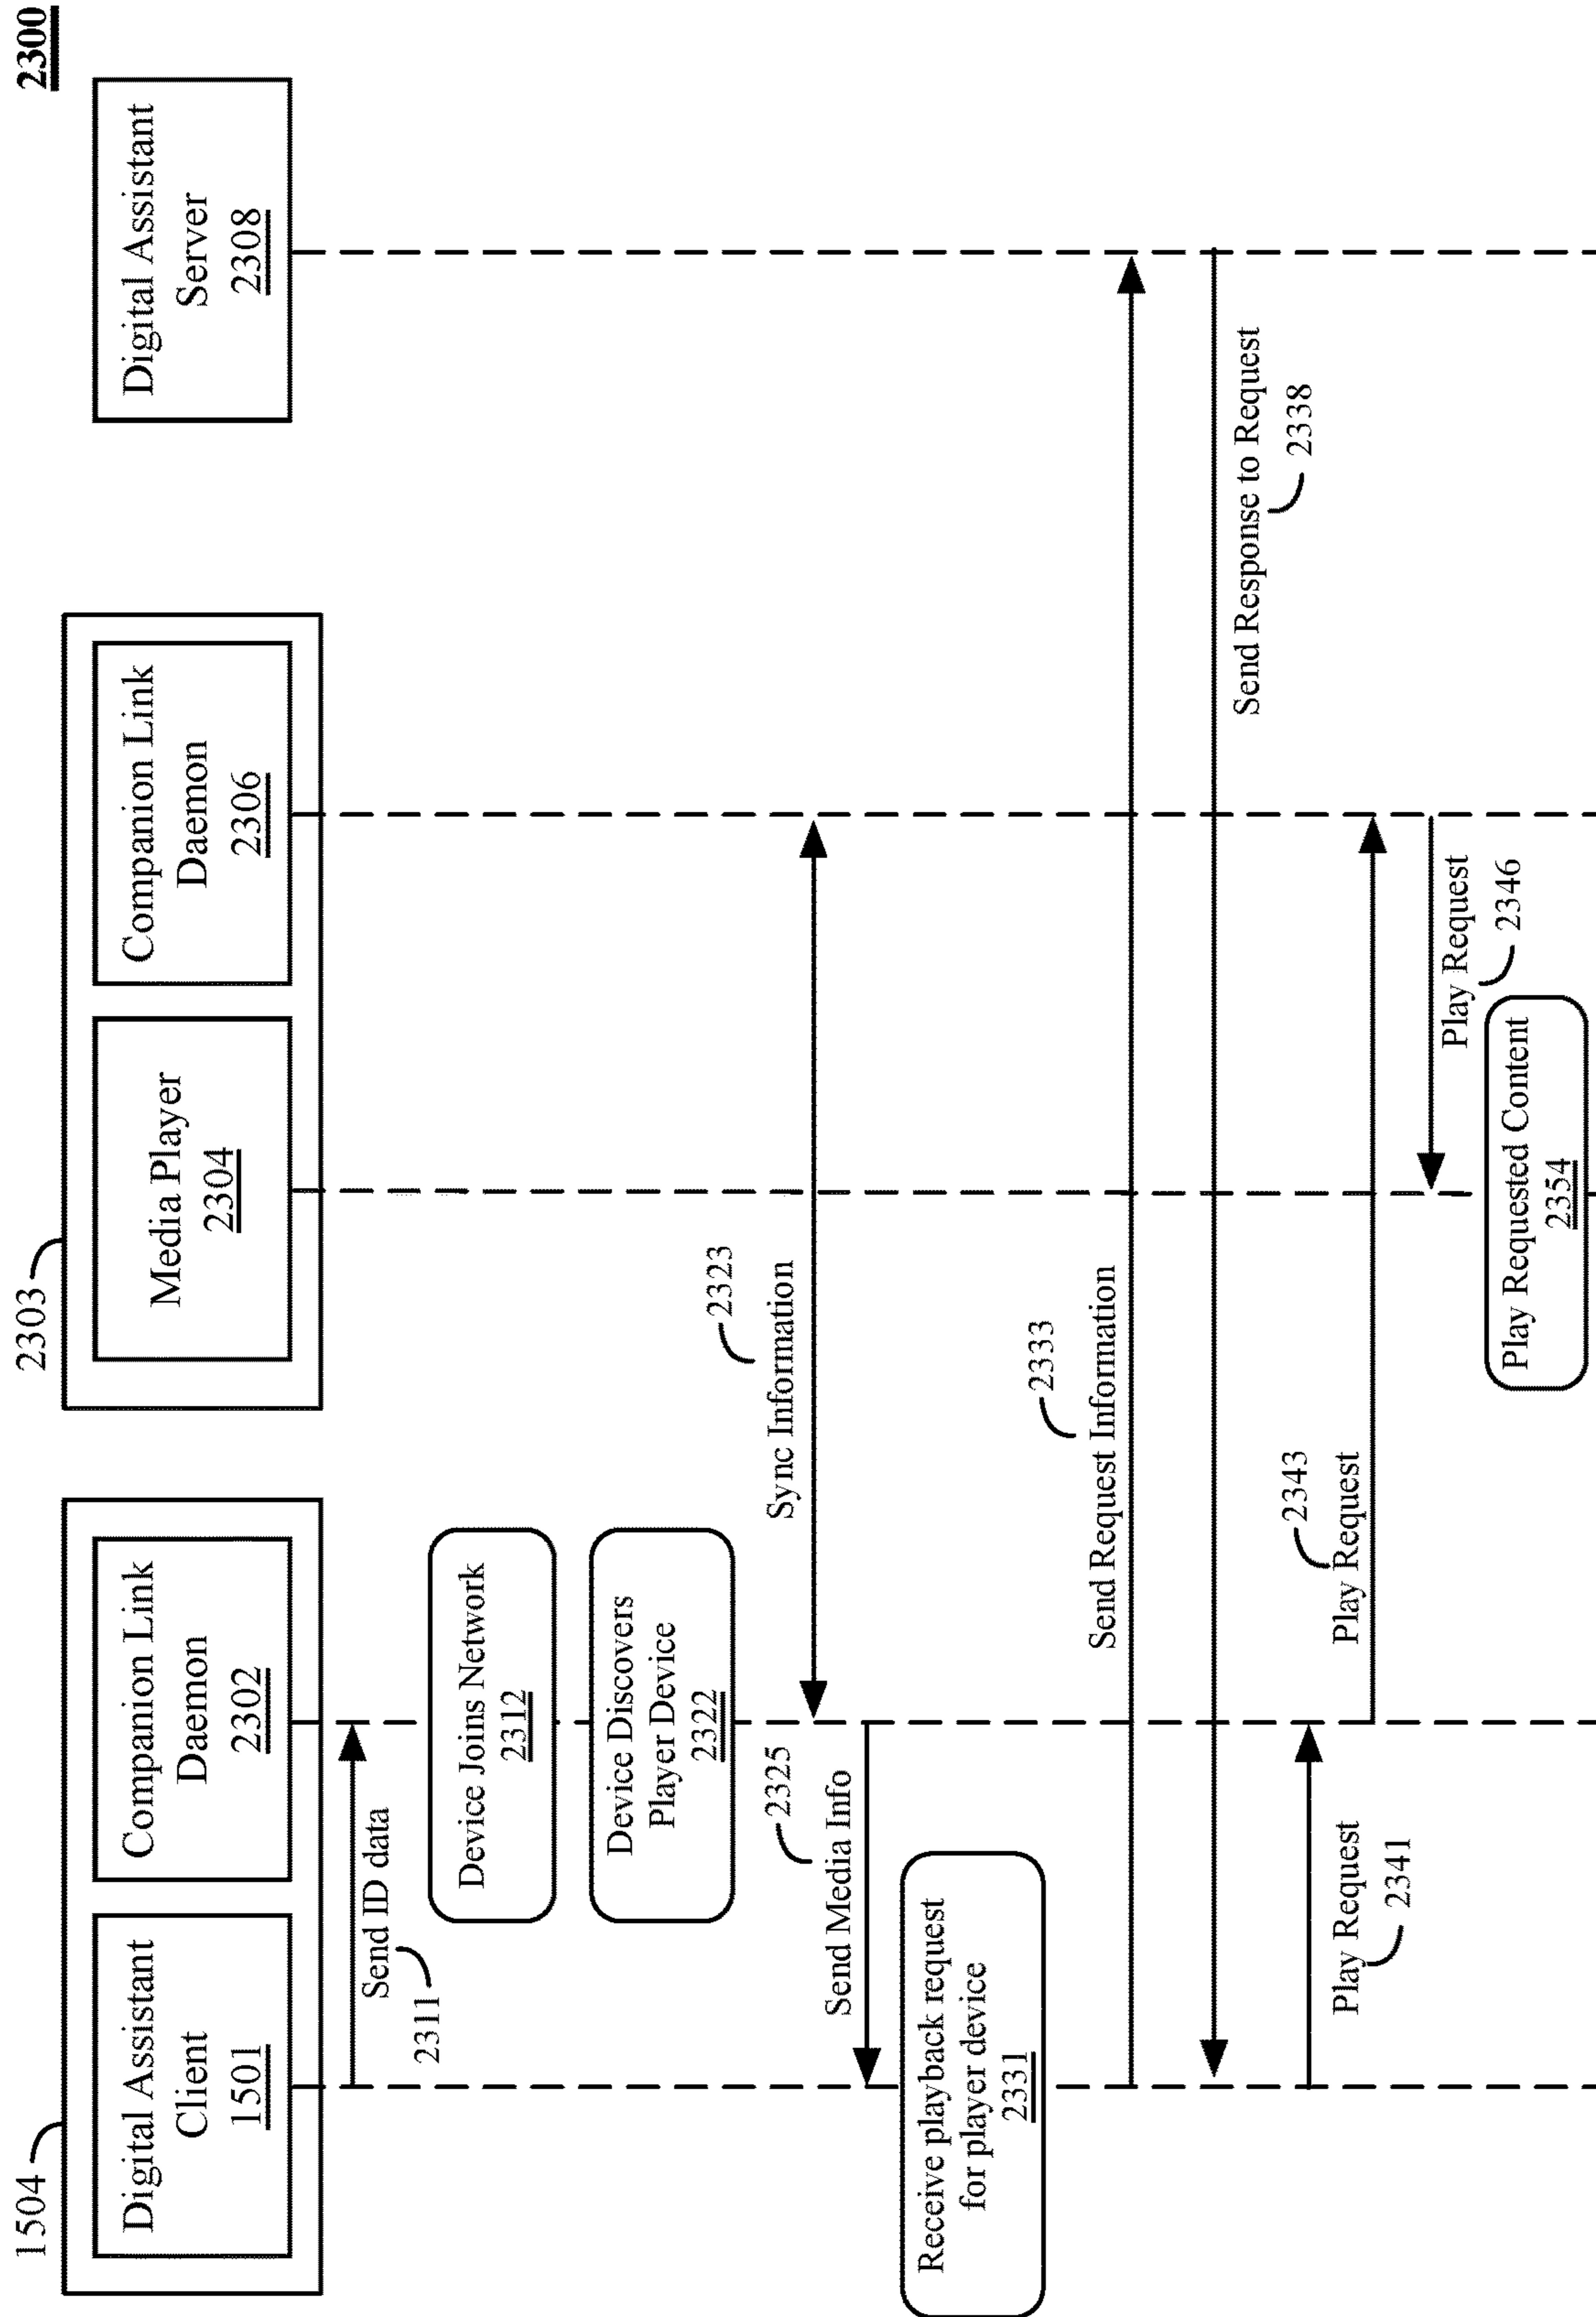 2300
1504
Digital Assistant
Client
1501
Companion Link
Daemon
2302
2303
Media Player
2304
Companion Link
Daemon
2306
Digital Assistant
Server
2308
Send ID data
2311
Device Joins Network
2312
Device Discovers
Player Device
2322
2323
Sync Information
2325
Send Media Info
Receive playback request
for player device
2331
2333
Send Request Information
Send Response to Request
2338
Play Request
2341
2343
Play Request
Play Request
2346
Play Requested Content
2354